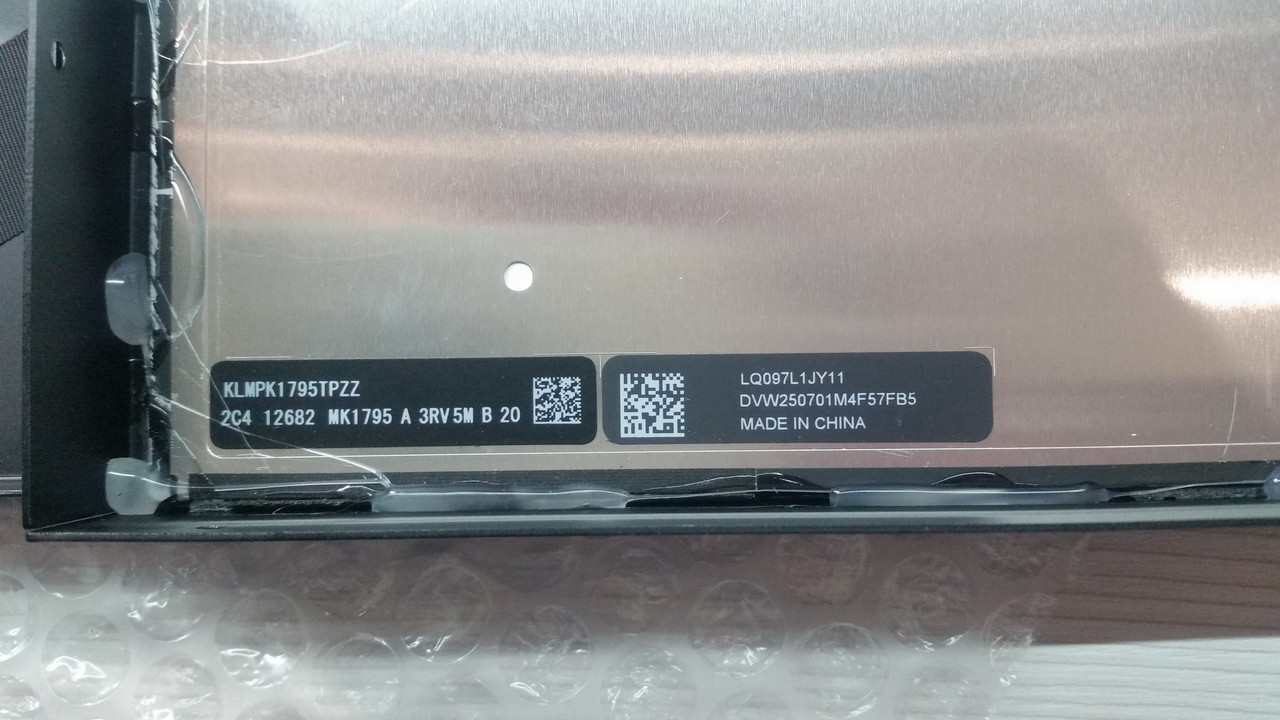 KLMPK1795TPZZ
2C4 12682 MK1795 A 3RV5M B 20
LQ097L1JY11
DVW250701M4F57FB5
MADE IN CHINA